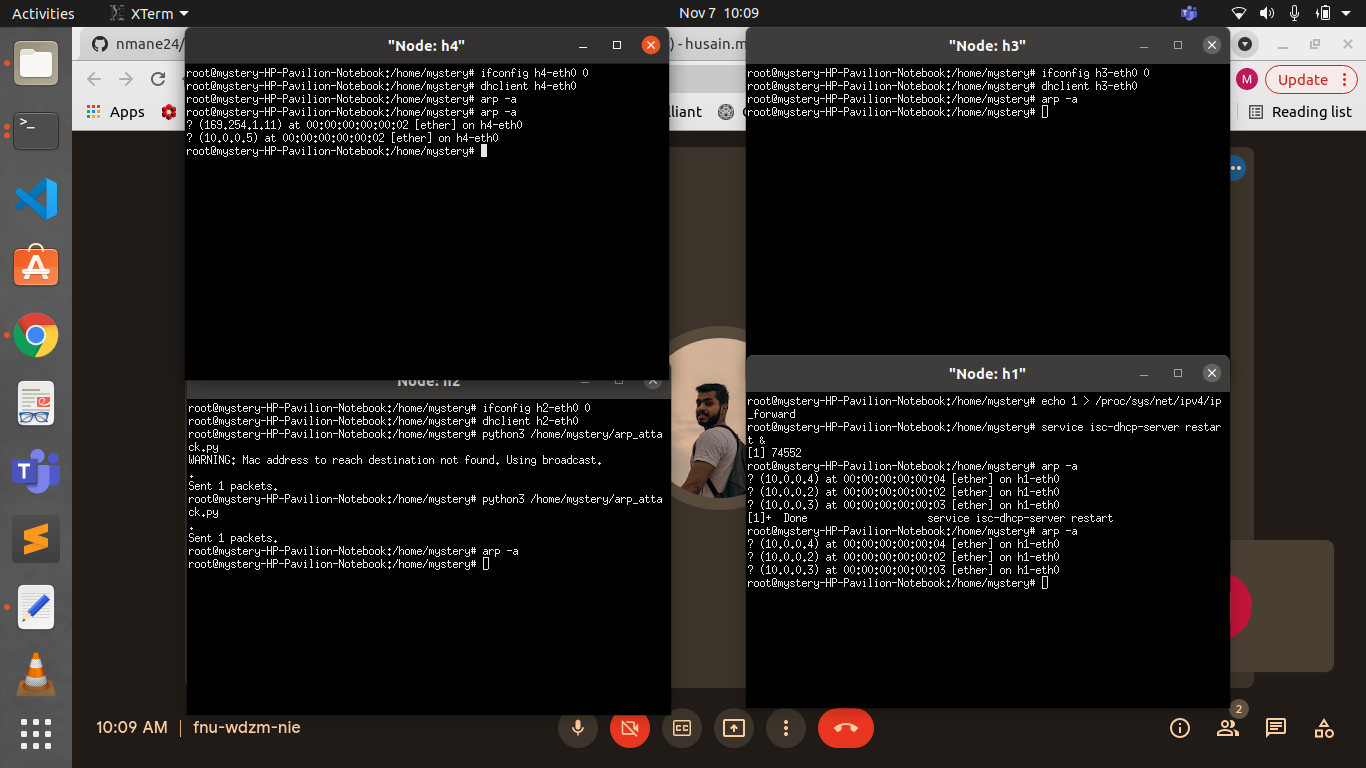 Activities
XTerm
Nov 7 10:09
nmane24/
"Node: h4"
) - husain.m
"Node: h3"
M
Update
Apps
lliant
Reading list
root@mystery-HP-Pavilion-Notebook:/home/mystery# ifconfig h4-eth0 0
root@mystery-HP-Pavilion-Notebook:/home/mystery# dhclient h4-eth0
root@mystery-HP-Pavilion-Notebook:/home/mystery# arp -a
root@mystery-HP-Pavilion-Notebook:/home/mystery# arp -a
? (169.254.1.11) at 00:00:00:00:00:02 [ether] on h4-eth0
? (10.0.0.5) at 00:00:00:00:00:02 [ether] on h4-eth0
root@mystery-HP-Pavilion-Notebook:/home/mystery#
root@mystery-HP-Pavilion-Notebook:/home/mystery# ifconfig h3-eth0 0
root@mystery-HP-Pavilion-Notebook:/home/mystery# dhclient h3-eth0
root@mystery-HP-Pavilion-Notebook:/home/mystery# arp -a
root@mystery-HP-Pavilion-Notebook:/home/mystery#
"Node: h2"
root@mystery-HP-Pavilion-Notebook:/home/mystery# ifconfig h2-eth0 0
root@mystery-HP-Pavilion-Notebook:/home/mystery# dhclient h2-eth0
root@mystery-HP-Pavilion-Notebook:/home/mystery# python3 /home/mystery/arp_atta
ck.py
WARNING: Mac address to reach destination not found. Using broadcast.
.
Sent 1 packets.
root@mystery-HP-Pavilion-Notebook:/home/mystery# python3 /home/mystery/arp_atta
ck.py
.
Sent 1 packets.
root@mystery-HP-Pavilion-Notebook:/home/mystery# arp -a
root@mystery-HP-Pavilion-Notebook:/home/mystery#
"Node: h1"
root@mystery-HP-Pavilion-Notebook:/home/mystery# echo 1 > /proc/sys/net/ipv4/ip
_forward
root@mystery-HP-Pavilion-Notebook:/home/mystery# service isc-dhcp-server restar
t &
[1] 74552
root@mystery-HP-Pavilion-Notebook:/home/mystery# arp -a
? (10.0.0.4) at 00:00:00:00:00:04 [ether] on h1-eth0
? (10.0.0.2) at 00:00:00:00:00:02 [ether] on h1-eth0
? (10.0.0.3) at 00:00:00:00:00:03 [ether] on h1-eth0
[1]+  Done                    service isc-dhcp-server restart
root@mystery-HP-Pavilion-Notebook:/home/mystery# arp -a
? (10.0.0.4) at 00:00:00:00:00:04 [ether] on h1-eth0
? (10.0.0.2) at 00:00:00:00:00:02 [ether] on h1-eth0
? (10.0.0.3) at 00:00:00:00:00:03 [ether] on h1-eth0
root@mystery-HP-Pavilion-Notebook:/home/mystery#
10:09 AM | fnu-wdzm-nie
CC
2